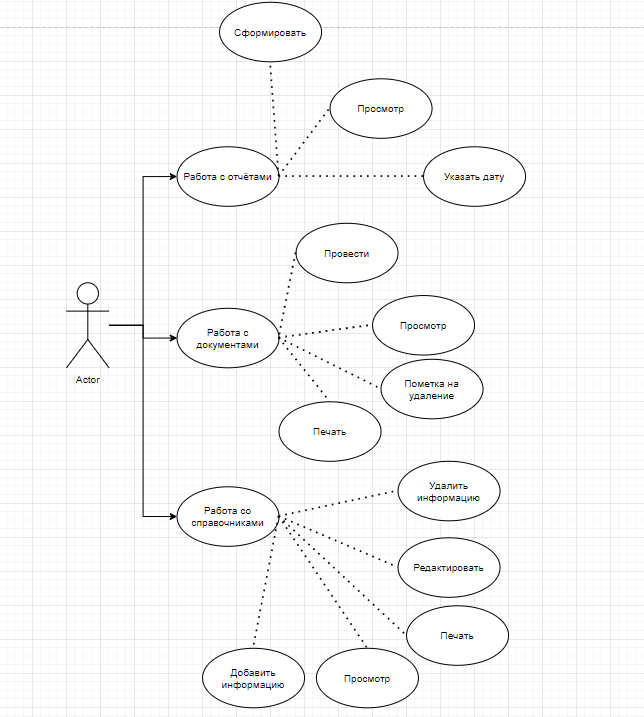 Сформировать
Просмотр
Работа с отчётами
Указать дату
Провести
Просмотр
Работа с
документами
Пометка на
удаление
Actor
Печать
Удалить
информацию
Работа со
справочниками
Редактировать
Печать
Добавить
информацию
Просмотр